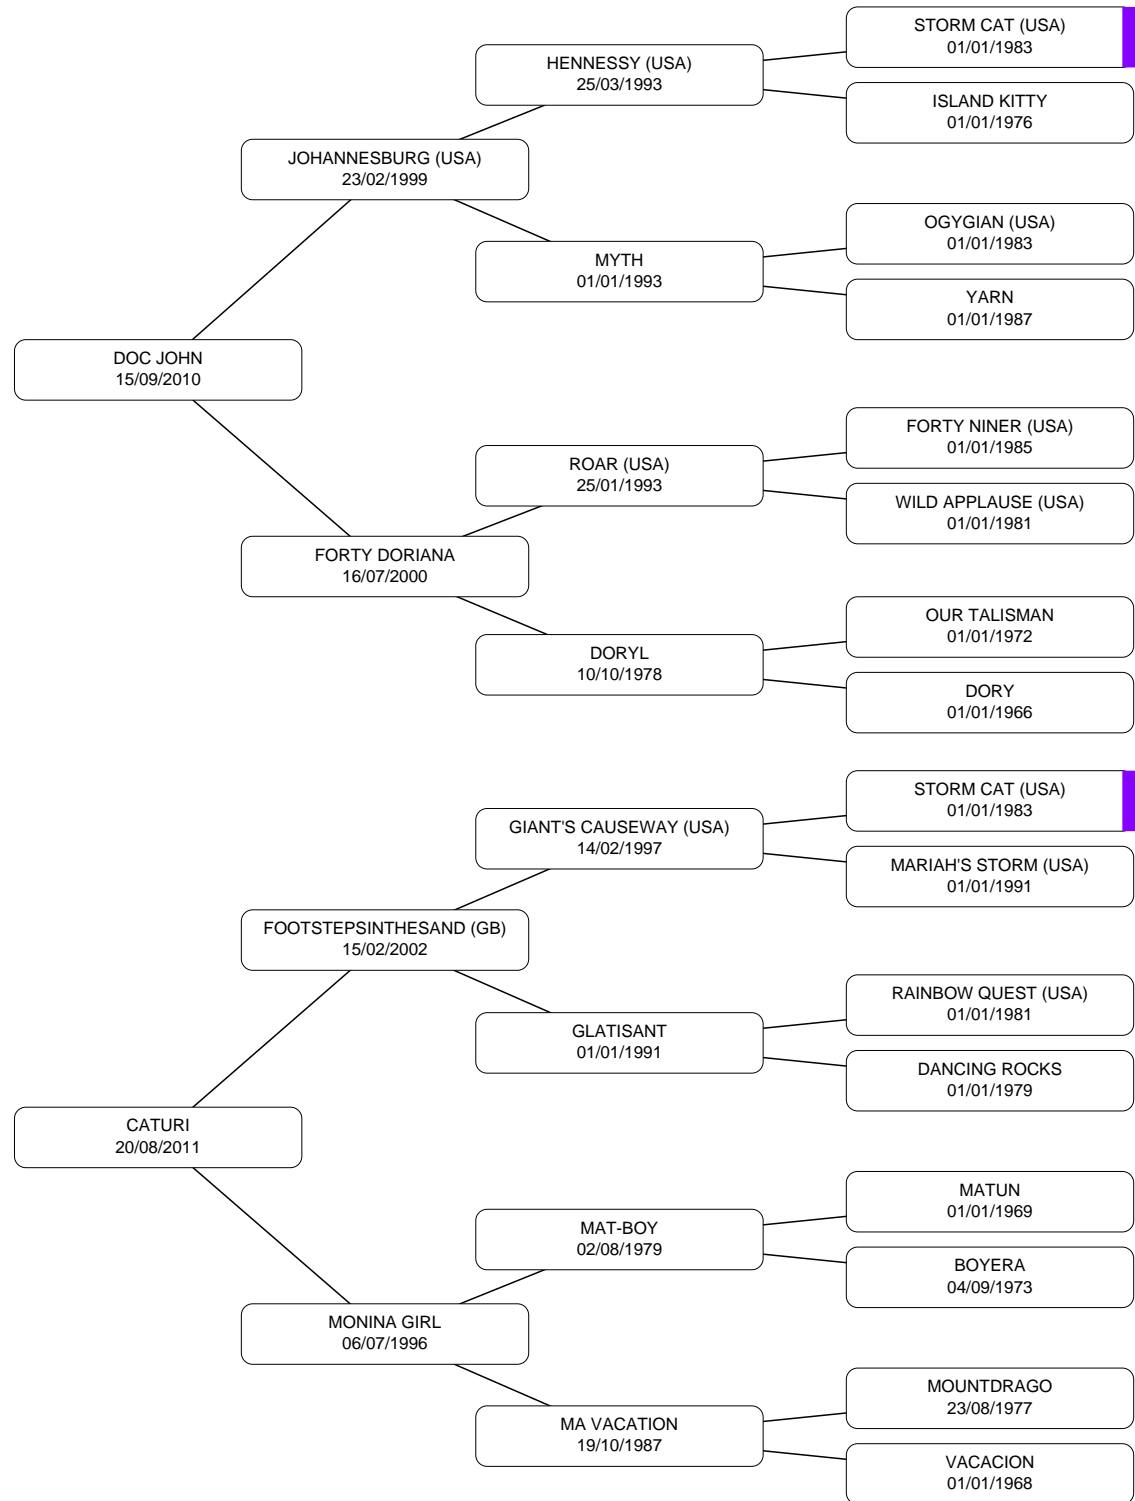 STORM CAT (USA)
01/01/1983
HENNESSY (USA)
25/03/1993
ISLAND KITTY
01/01/1976
JOHANNESBURG (USA)
23/02/1999
OGYGIAN (USA)
01/01/1983
MYTH
01/01/1993
YARN
01/01/1987
DOC JOHN
15/09/2010
FORTY NINER (USA)
01/01/1985
ROAR (USA)
25/01/1993
WILD APPLAUSE (USA)
01/01/1981
FORTY DORIANA
16/07/2000
OUR TALISMAN
01/01/1972
DORYL
10/10/1978
DORY
01/01/1966
STORM CAT (USA)
01/01/1983
GIANT'S CAUSEWAY (USA)
14/02/1997
MARIAH'S STORM (USA)
01/01/1991
FOOTSTEPSINTHESAND (GB)
15/02/2002
RAINBOW QUEST (USA)
01/01/1981
GLATISANT
01/01/1991
DANCING ROCKS
01/01/1979
CATURI
20/08/2011
MATUN
01/01/1969
MAT-BOY
02/08/1979
BOYERA
04/09/1973
MONINA GIRL
06/07/1996
MOUNTDRAGO
23/08/1977
MA VACATION
19/10/1987
VACACION
01/01/1968